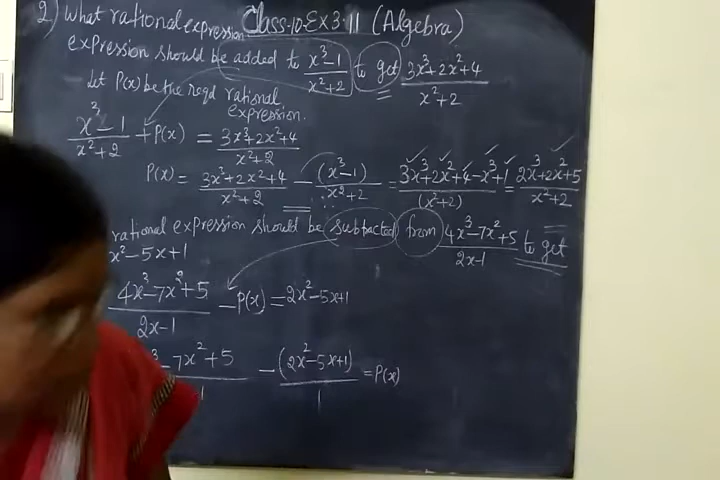 Class-10-EX 3.11 (Algebra)
2) What rational expression
expression should be added to x³-1/x²+2 to get 3x³+2x²+4/x²+2
Let P(x) be the reqd rational
expression.
x³-1/x²+2 + P(x) = 3x³+2x²+4/x²+2
P(x) = 3x³+2x²+4/x²+2 - (x³-1)/x²+2 = 3x³+2x²+4-x³+1/(x²+2) = 2x³+2x²+5/x²+2
rational expression should be subtracted from 4x³-7x²+5/2x-1 to get
x²-5x+1
4x³-7x²+5/2x-1 - P(x) = 2x²-5x+1
³-7x²+5/1 - (2x²-5x+1)/1 = P(x)